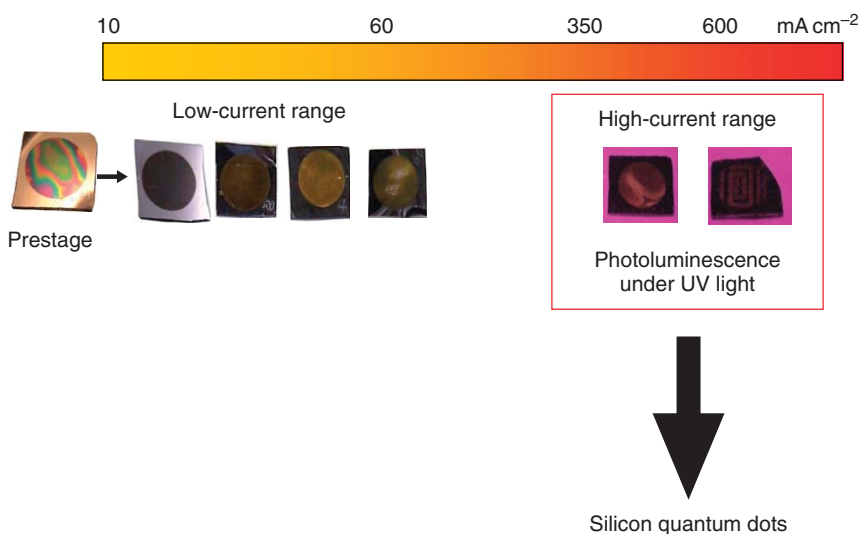 10 60 350 600 mA cm⁻²
Low-current range
High-current range
Prestage
Photoluminescence
under UV light
Silicon quantum dots